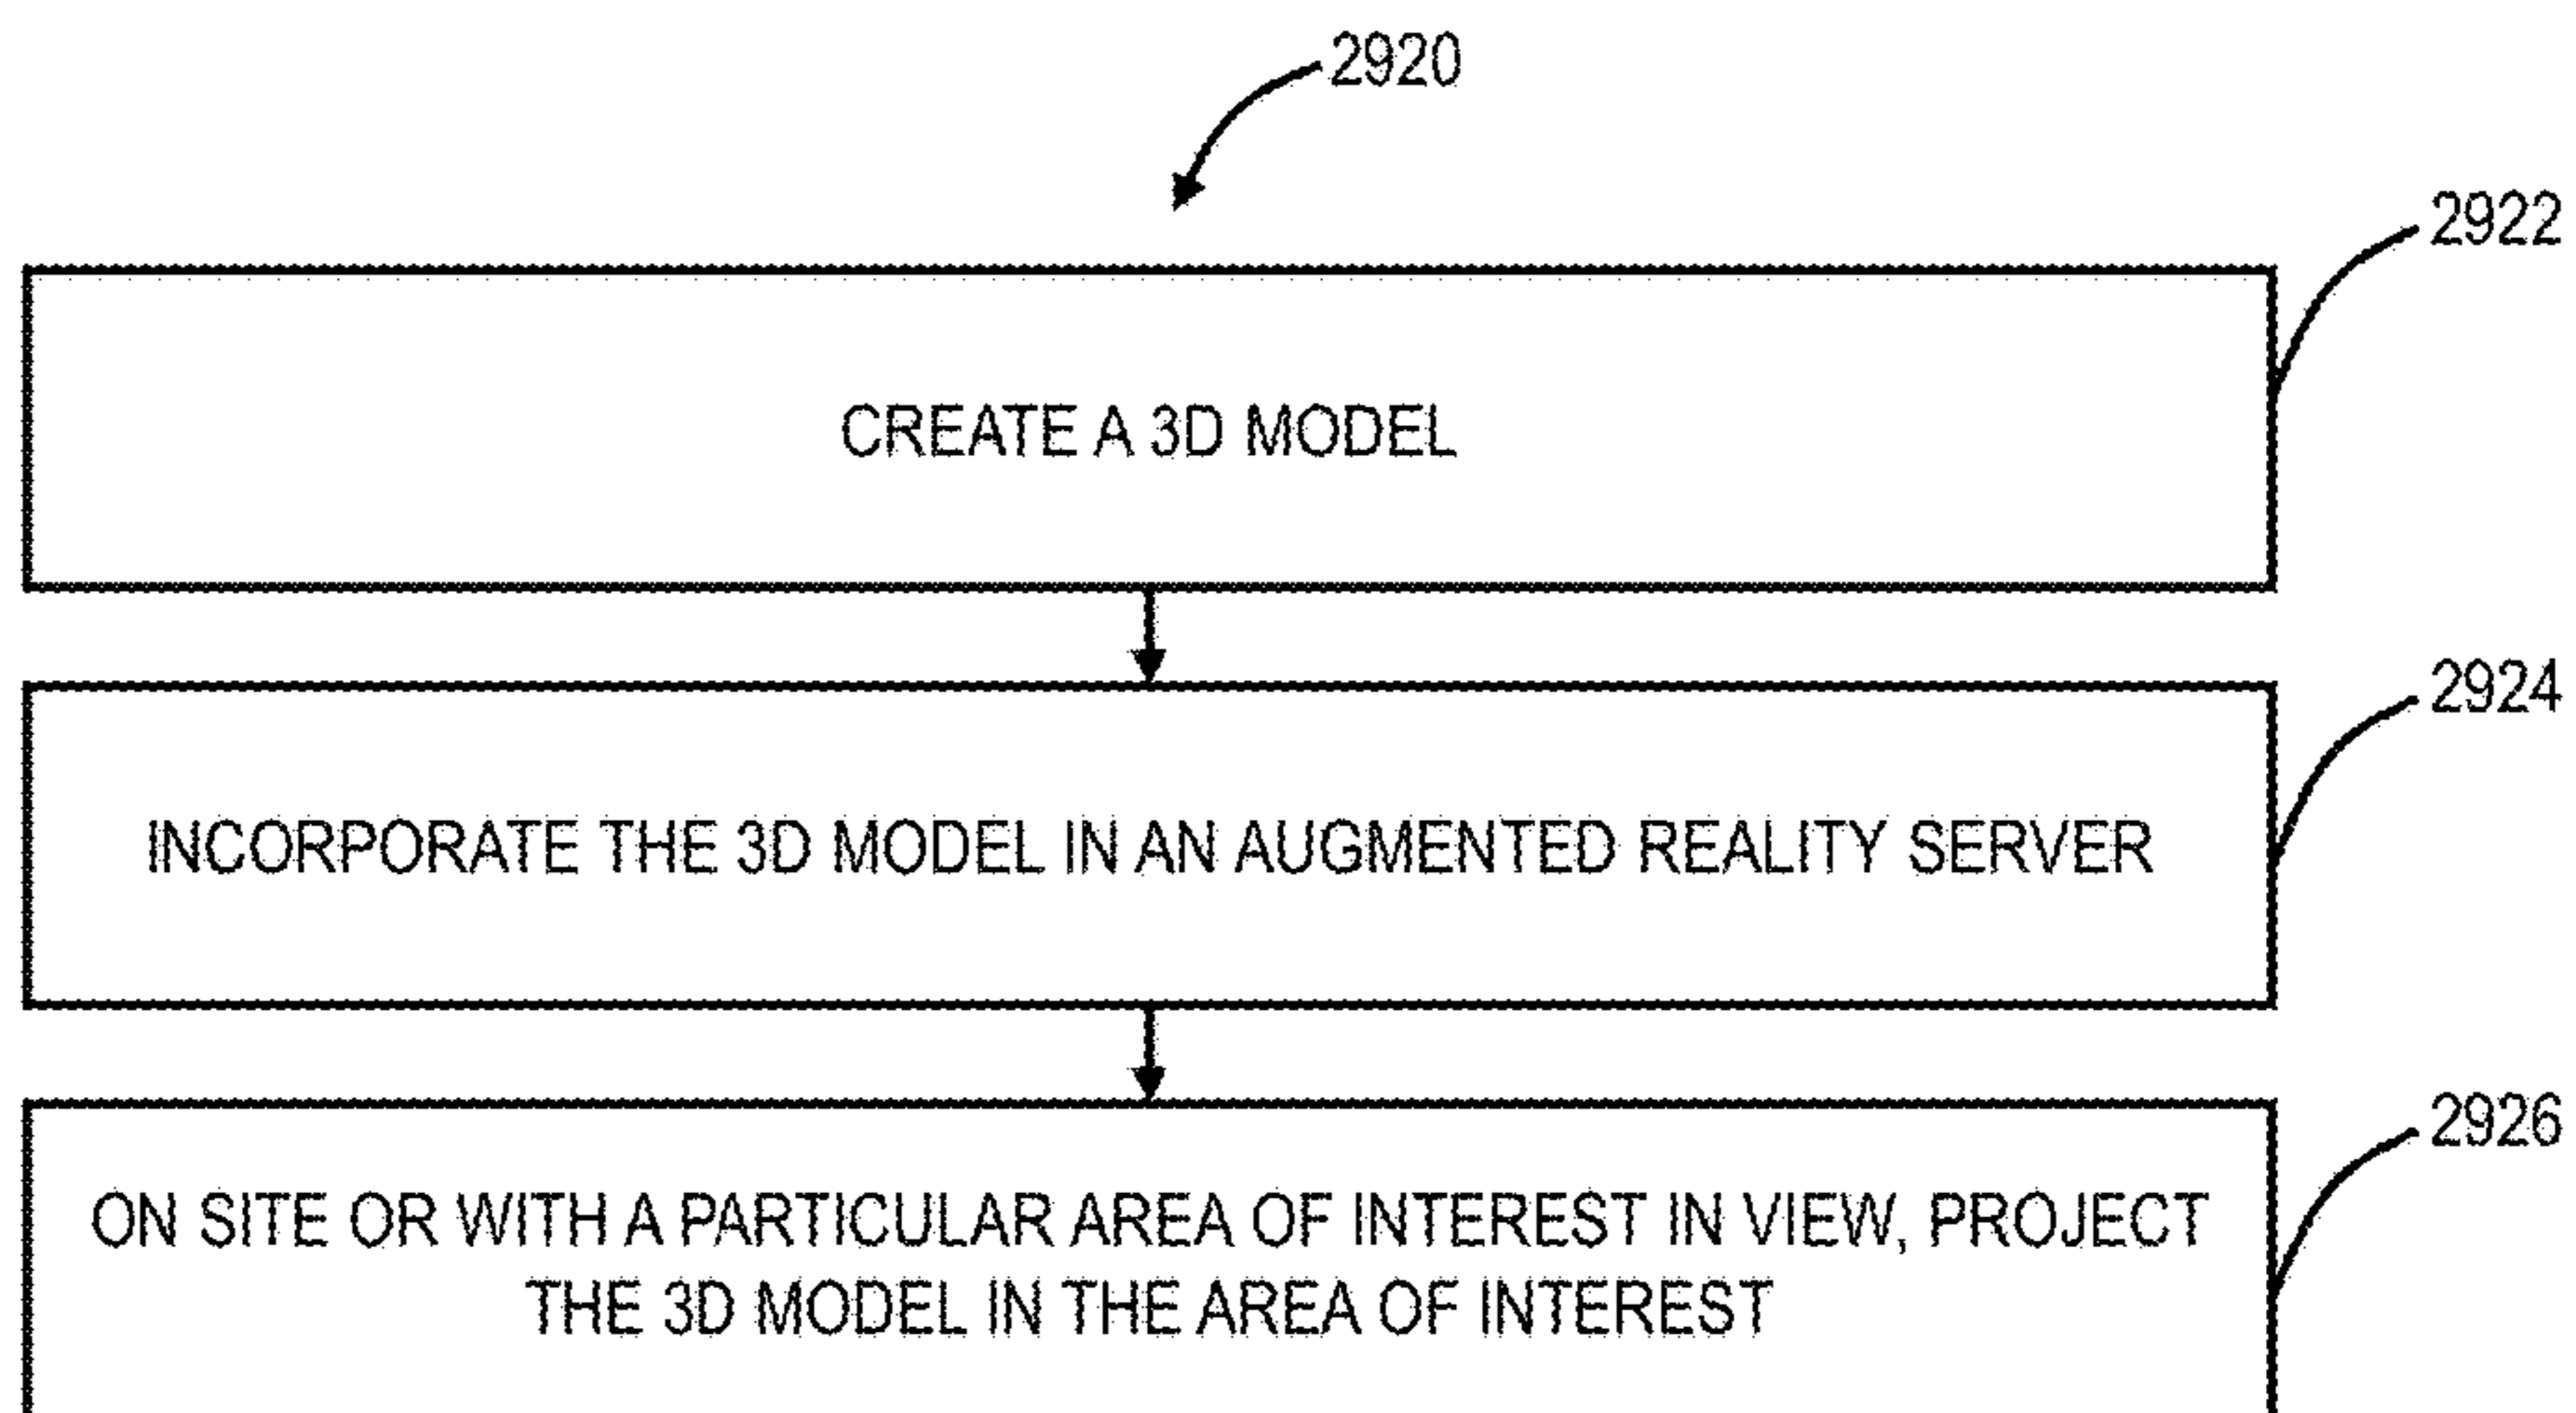 2920
2922
CREATE A 3D MODEL
2924
INCORPORATE THE 3D MODEL IN AN AUGMENTED REALITY SERVER
2926
ON SITE OR WITH A PARTICULAR AREA OF INTEREST IN VIEW, PROJECT
THE 3D MODEL IN THE AREA OF INTEREST